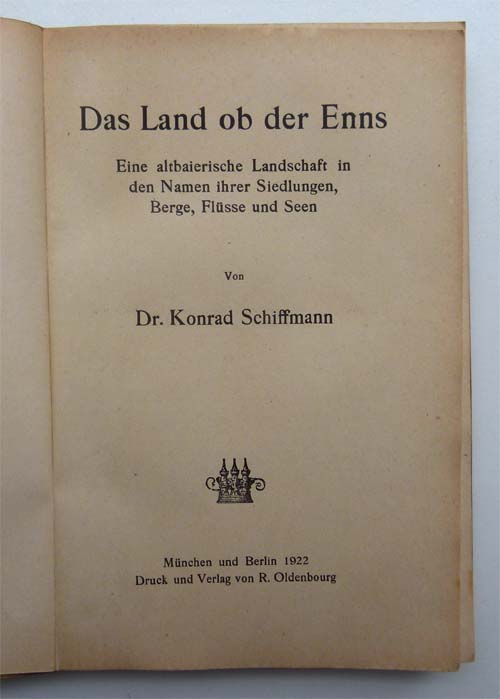 Das Land ob der Enns
Eine altbaierische Landschaft in
den Namen ihrer Siedlungen,
Berge, Flüsse und Seen
Von
Dr. Konrad Schiffmann
München und Berlin 1922
Druck und Verlag von R. Oldenbourg